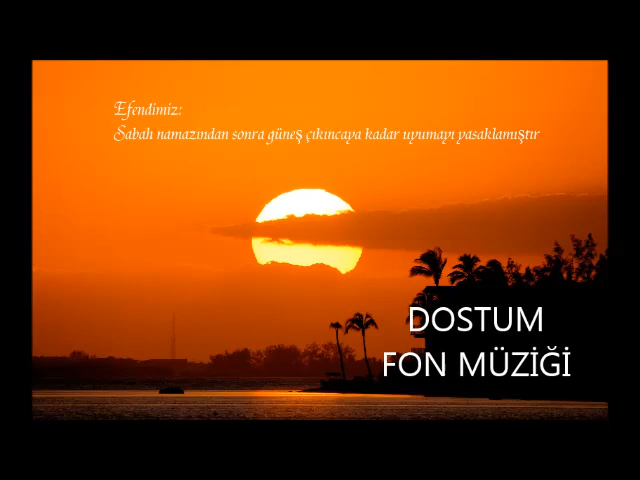 Efendimiz:
Sabah namazından sonra güneş çıkıncaya kadar uyumayı yasaklamıştır
DOSTUM
FON MÜZİĞİ